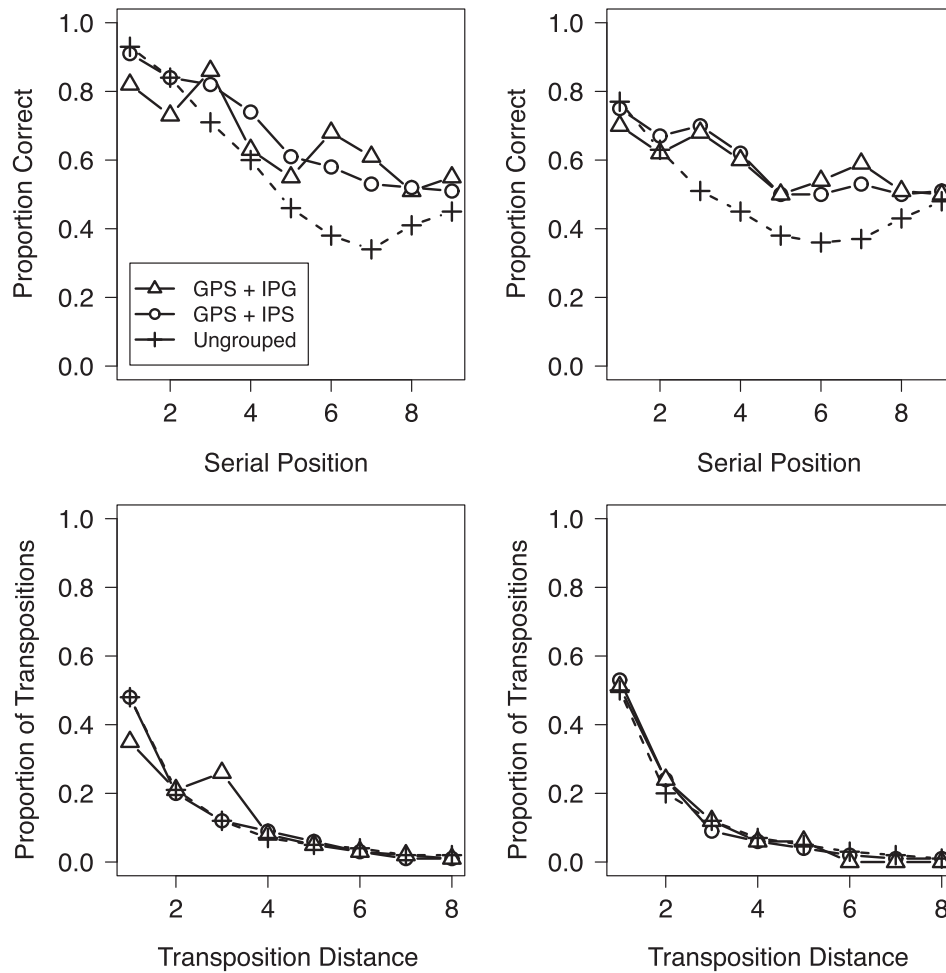 1.0
0.8
0.6
0.4
0.2
0.0
Proportion Correct
GPS + IPG
GPS + IPS
Ungrouped
2 4 6 8
Serial Position
1.0
0.8
0.6
0.4
0.2
0.0
Proportion Correct
2 4 6 8
Serial Position
1.0
0.8
0.6
0.4
0.2
0.0
Proportion of Transpositions
2 4 6 8
Transposition Distance
1.0
0.8
0.6
0.4
0.2
0.0
Proportion of Transpositions
2 4 6 8
Transposition Distance